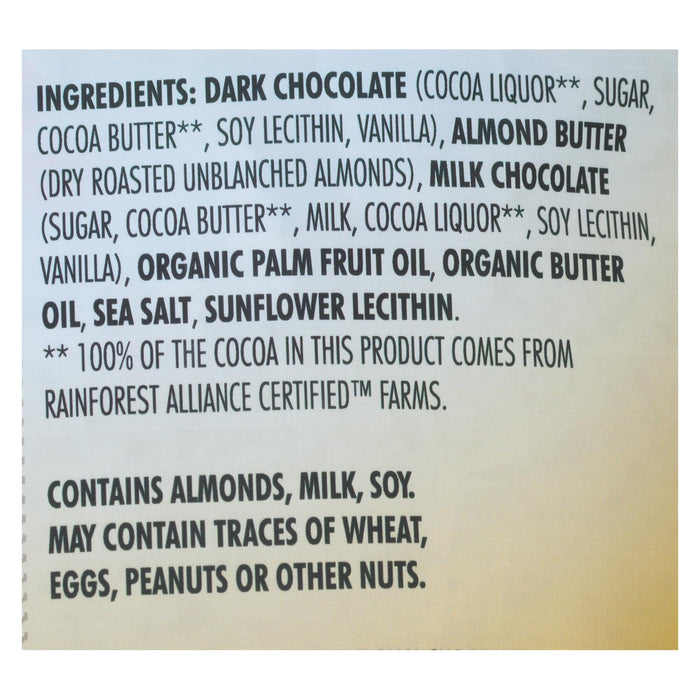 INGREDIENTS: DARK CHOCOLATE (COCOA LIQUOR**, SUGAR,
COCOA BUTTER**, SOY LECITHIN, VANILLA), ALMOND BUTTER
(DRY ROASTED UNBLANCHED ALMONDS), MILK CHOCOLATE
(SUGAR, COCOA BUTTER**, MILK, COCOA LIQUOR**, SOY LECITHIN,
VANILLA), ORGANIC PALM FRUIT OIL, ORGANIC BUTTER
OIL, SEA SALT, SUNFLOWER LECITHIN.
** 100% OF THE COCOA IN THIS PRODUCT COMES FROM
RAINFOREST ALLIANCE CERTIFIED™ FARMS.
CONTAINS ALMONDS, MILK, SOY.
MAY CONTAIN TRACES OF WHEAT,
EGGS, PEANUTS OR OTHER NUTS.